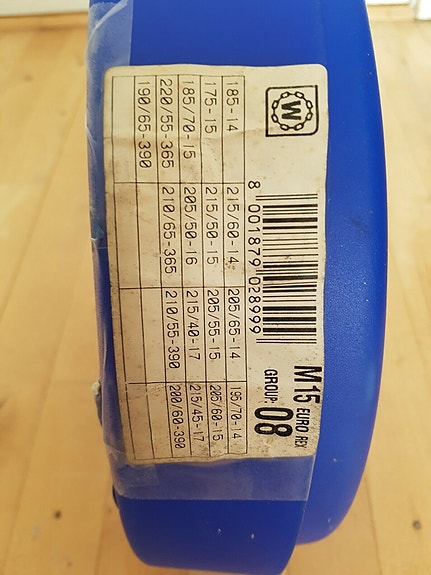 W
M15 EURO REX
GROUP: 08
8 001879 028999
185-14 215/60-14 205/65-14 195/70-14
175-15 215/50-15 205/55-15 205/60-15
185/70-15 205/50-16 215/40-17 215/45-17
220/55-365 210/65-365 210/55-390 200/60-390
190/65-390